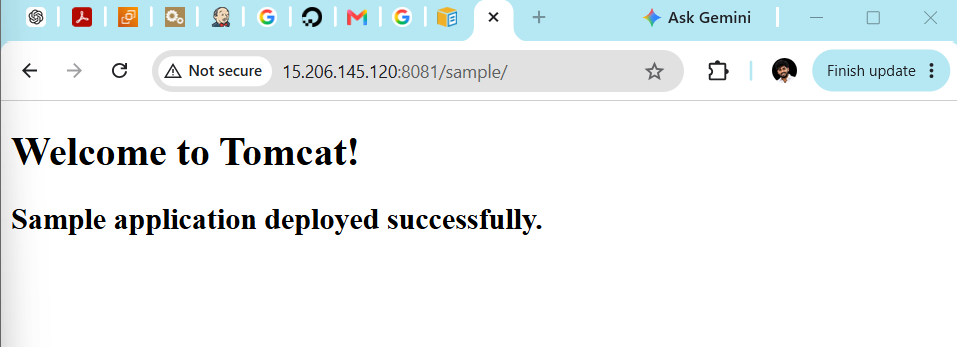 Ask Gemini
Not secure 15.206.145.120:8081/sample/ Finish update
Welcome to Tomcat!
Sample application deployed successfully.